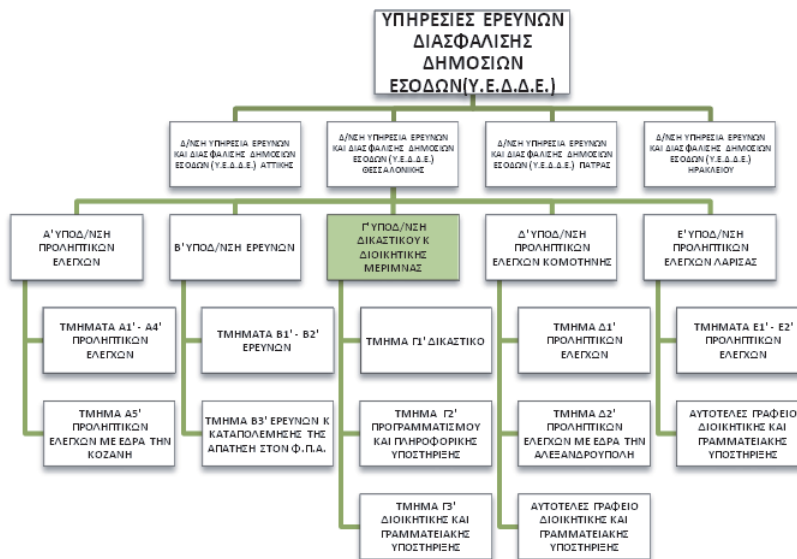 ΥΠΗΡΕΣΙΕΣ ΕΡΕΥΝΩΝ
ΔΙΑΣΦΑΛΙΣΗΣ
ΔΗΜΟΣΙΩΝ
ΕΣΟΔΩΝ(Υ.Ε.Δ.Δ.Ε.)
Δ/ΝΣΗ ΥΠΗΡΕΣΙΑ ΕΡΕΥΝΩΝ
ΚΑΙ ΔΙΑΣΦΑΛΙΣΗΣ ΔΗΜΟΣΙΩΝ
ΕΣΟΔΩΝ (Υ.Ε.Δ.Δ.Ε.) ΑΤΤΙΚΗΣ
Δ/ΝΣΗ ΥΠΗΡΕΣΙΑ ΕΡΕΥΝΩΝ
ΚΑΙ ΔΙΑΣΦΑΛΙΣΗΣ ΔΗΜΟΣΙΩΝ
ΕΣΟΔΩΝ (Υ.Ε.Δ.Δ.Ε.)
ΘΕΣΣΑΛΟΝΙΚΗΣ
Δ/ΝΣΗ ΥΠΗΡΕΣΙΑ ΕΡΕΥΝΩΝ
ΚΑΙ ΔΙΑΣΦΑΛΙΣΗΣ ΔΗΜΟΣΙΩΝ
ΕΣΟΔΩΝ (Υ.Ε.Δ.Δ.Ε.) ΠΑΤΡΑΣ
Δ/ΝΣΗ ΥΠΗΡΕΣΙΑ ΕΡΕΥΝΩΝ
ΚΑΙ ΔΙΑΣΦΑΛΙΣΗΣ ΔΗΜΟΣΙΩΝ
ΕΣΟΔΩΝ (Υ.Ε.Δ.Δ.Ε.)
ΗΡΑΚΛΕΙΟΥ
Α' ΥΠΟΔ/ΝΣΗ
ΠΡΟΛΗΠΤΙΚΩΝ
ΕΛΕΓΧΩΝ
Β' ΥΠΟΔ/ΝΣΗ ΕΡΕΥΝΩΝ
Γ' ΥΠΟΔ/ΝΣΗ
ΔΙΚΑΣΤΙΚΟΥ Κ
ΔΙΟΙΚΗΤΙΚΗΣ
ΜΕΡΙΜΝΑΣ
Δ' ΥΠΟΔ/ΝΣΗ
ΠΡΟΛΗΠΤΙΚΩΝ
ΕΛΕΓΧΩΝ ΚΟΜΟΤΗΝΗΣ
Ε' ΥΠΟΔ/ΝΣΗ
ΠΡΟΛΗΠΤΙΚΩΝ
ΕΛΕΓΧΩΝ ΛΑΡΙΣΑΣ
ΤΜΗΜΑΤΑ Α1' - Α4'
ΠΡΟΛΗΠΤΙΚΩΝ
ΕΛΕΓΧΩΝ
ΤΜΗΜΑΤΑ Β1' - Β2'
ΕΡΕΥΝΩΝ
ΤΜΗΜΑ Γ1' ΔΙΚΑΣΤΙΚΟ
ΤΜΗΜΑ Δ1'
ΠΡΟΛΗΠΤΙΚΩΝ
ΕΛΕΓΧΩΝ
ΤΜΗΜΑΤΑ Ε1' - Ε2'
ΠΡΟΛΗΠΤΙΚΩΝ
ΕΛΕΓΧΩΝ
ΤΜΗΜΑ Α5'
ΠΡΟΛΗΠΤΙΚΩΝ
ΕΛΕΓΧΩΝ ΜΕ ΕΔΡΑ ΤΗΝ
ΚΟΖΑΝΗ
ΤΜΗΜΑ Β3' ΕΡΕΥΝΩΝ Κ
ΚΑΤΑΠΟΛΕΜΗΣΗΣ ΤΗΣ
ΑΠΑΤΗΣ ΣΤΟΝ Φ.Π.Α.
ΤΜΗΜΑ Γ2'
ΠΡΟΓΡΑΜΜΑΤΙΣΜΟΥ
ΚΑΙ ΠΛΗΡΟΦΟΡΙΚΗΣ
ΥΠΟΣΤΗΡΙΞΗΣ
ΤΜΗΜΑ Δ2'
ΠΡΟΛΗΠΤΙΚΩΝ
ΕΛΕΓΧΩΝ ΜΕ ΕΔΡΑ ΤΗΝ
ΑΛΕΞΑΝΔΡΟΥΠΟΛΗ
ΑΥΤΟΤΕΛΕΣ ΓΡΑΦΕΙΟ
ΔΙΟΙΚΗΤΙΚΗΣ ΚΑΙ
ΓΡΑΜΜΑΤΕΙΑΚΗΣ
ΥΠΟΣΤΗΡΙΞΗΣ
ΤΜΗΜΑ Γ3'
ΔΙΟΙΚΗΤΙΚΗΣ ΚΑΙ
ΓΡΑΜΜΑΤΕΙΑΚΗΣ
ΥΠΟΣΤΗΡΙΞΗΣ
ΑΥΤΟΤΕΛΕΣ ΓΡΑΦΕΙΟ
ΔΙΟΙΚΗΤΙΚΗΣ ΚΑΙ
ΓΡΑΜΜΑΤΕΙΑΚΗΣ
ΥΠΟΣΤΗΡΙΞΗΣ